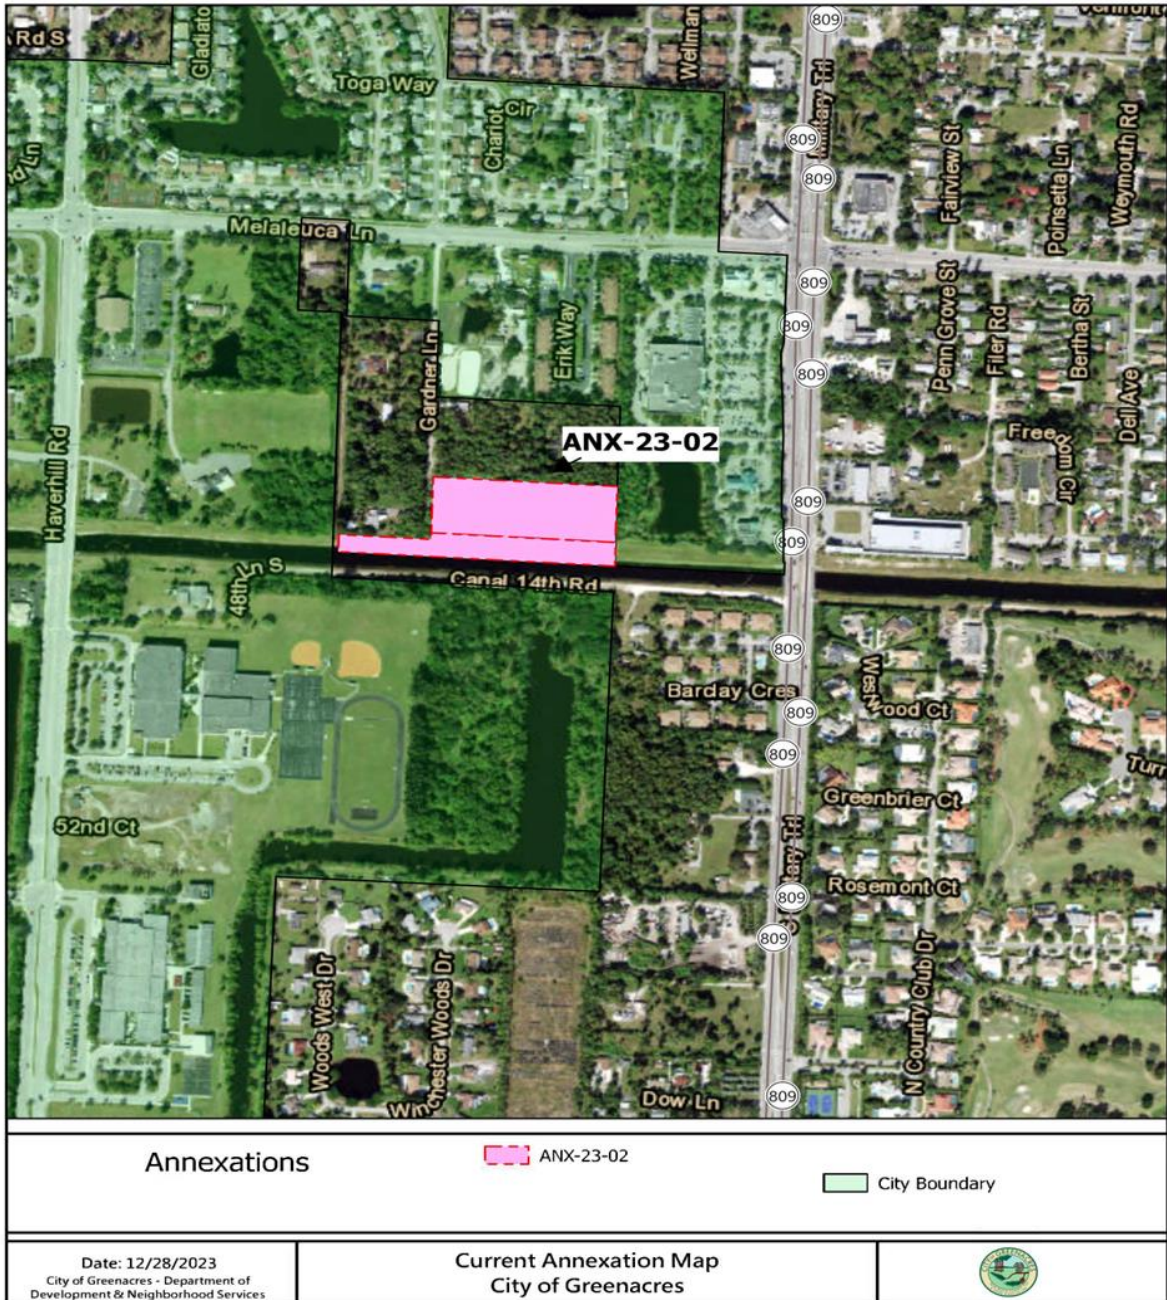 809
A Rd S
Gladiato
Wellman
Toga Way
Chariot Cir
Military Trl
809
809
Fairview St
Poinsetta Ln
Weymouth Rd
rd Ln
Melaleuca Ln
809
809
809
Erik Way
Gardner Ln
Penn Grove St
Filer Rd
Bertha St
Dell Ave
Haverhill Rd
ANX-23-02
Freedom Cir
809
809
48th Ln S
Canal 14th Rd
809
Barday Cres
Westwood Ct
809
809
Turn
Greenbrier Ct
52nd Ct
Rosemont Ct
809
809
Woods West Dr
Winchester Woods Dr
N Country Club Dr
Dow Ln
809
Annexations
ANX-23-02
City Boundary
Date: 12/28/2023
City of Greenacres - Department of
Development & Neighborhood Services
Current Annexation Map
City of Greenacres